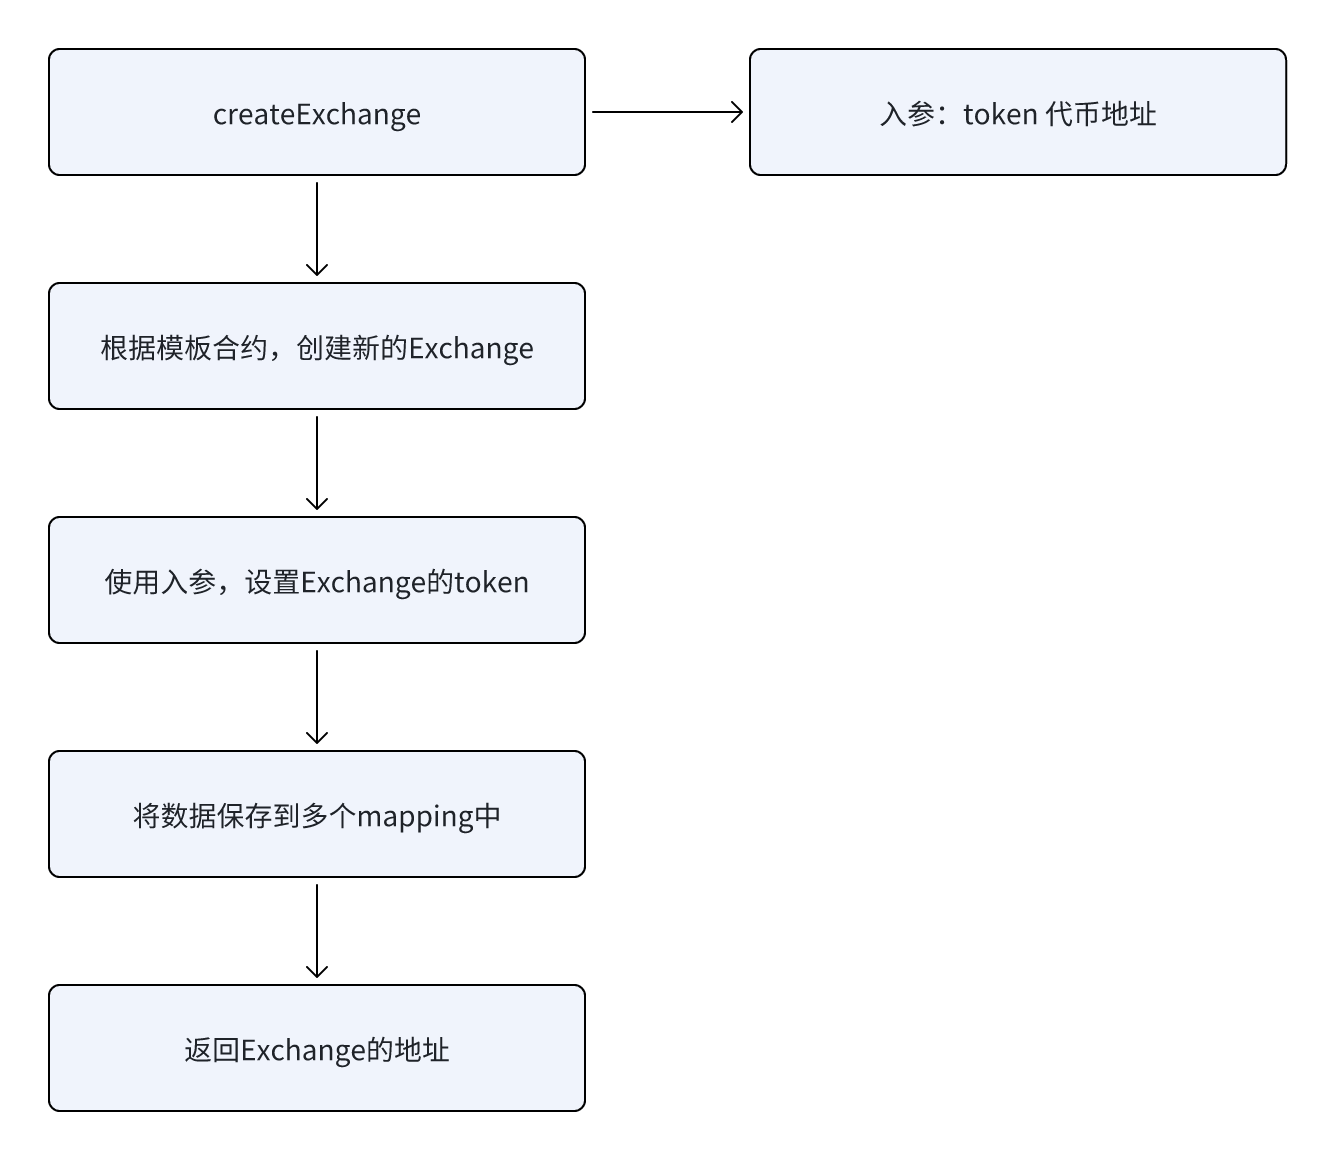 createExchange
入参：token 代币地址
根据模板合约，创建新的Exchange
使用入参，设置Exchange的token
将数据保存到多个mapping中
返回Exchange的地址